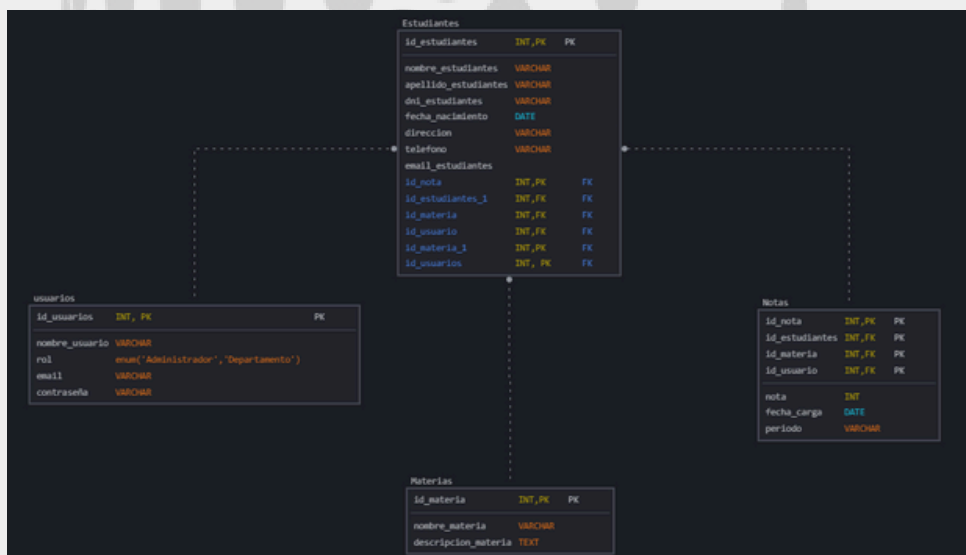 Estudiantes
id_estudiantes INT,PK PK
nombre_estudiantes VARCHAR
apellido_estudiantes VARCHAR
dni_estudiantes VARCHAR
fecha_nacimiento DATE
direccion VARCHAR
telefono VARCHAR
email_estudiantes
id_nota INT,PK FK
id_estudiantes_1 INT,FK FK
id_materia INT,FK FK
id_usuario INT,FK FK
id_materia_1 INT,PK FK
id_usuarios INT, PK FK
usuarios
id_usuarios INT, PK PK
nombre_usuario VARCHAR
rol enum('Administrador','Departamento')
email VARCHAR
contraseña VARCHAR
Notas
id_nota INT,PK PK
id_estudiantes INT,FK PK
id_materia INT,FK PK
id_usuario INT,FK PK
nota INT
fecha_carga DATE
periodo VARCHAR
Materias
id_materia INT,PK PK
nombre_materia VARCHAR
descripcion_materia TEXT